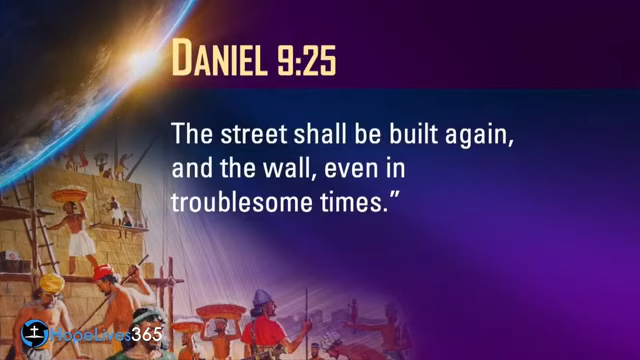 DANIEL 9:25
The street shall be built again,
and the wall, even in
troublesome times.”
HopeLives365